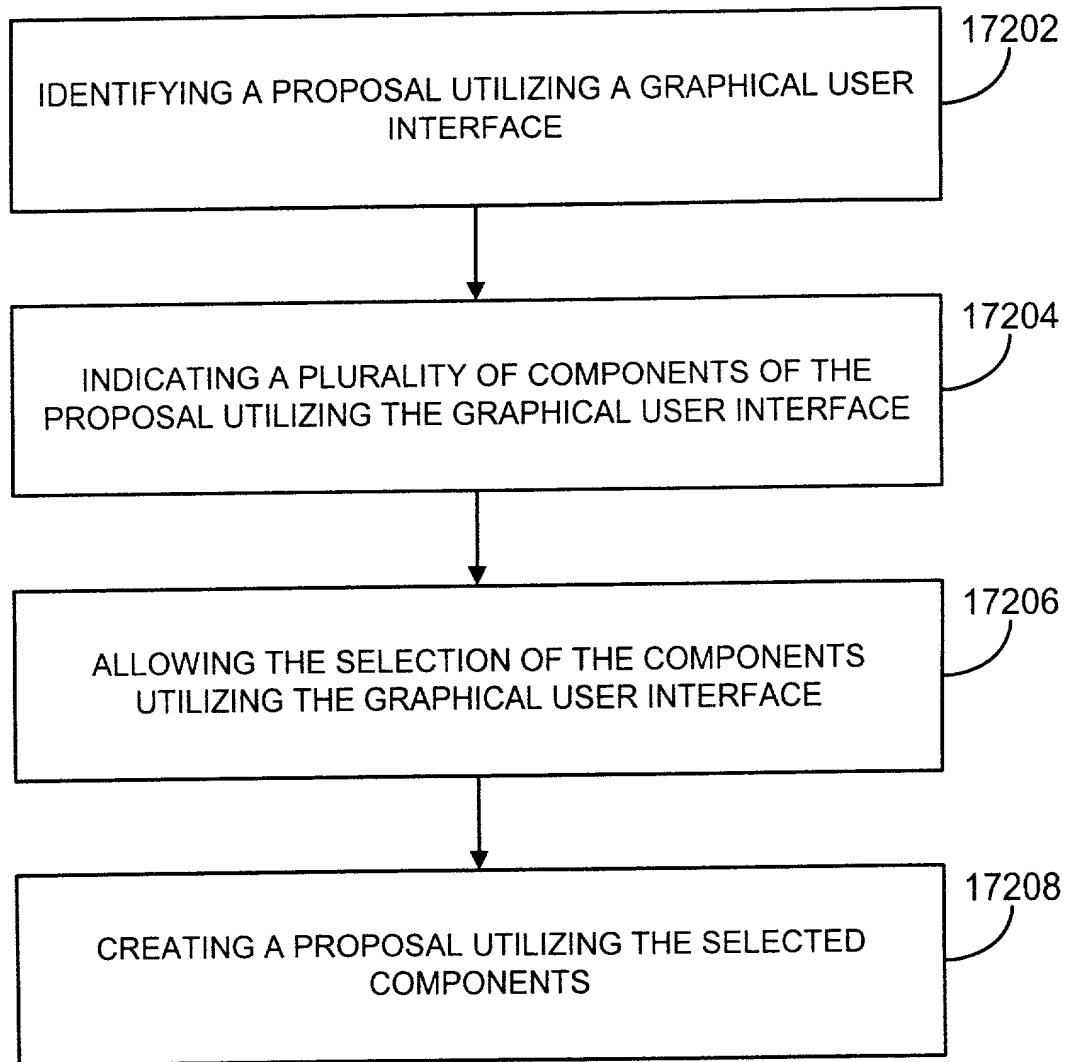 17202
IDENTIFYING A PROPOSAL UTILIZING A GRAPHICAL USER
INTERFACE
17204
INDICATING A PLURALITY OF COMPONENTS OF THE
PROPOSAL UTILIZING THE GRAPHICAL USER INTERFACE
17206
ALLOWING THE SELECTION OF THE COMPONENTS
UTILIZING THE GRAPHICAL USER INTERFACE
17208
CREATING A PROPOSAL UTILIZING THE SELECTED
COMPONENTS